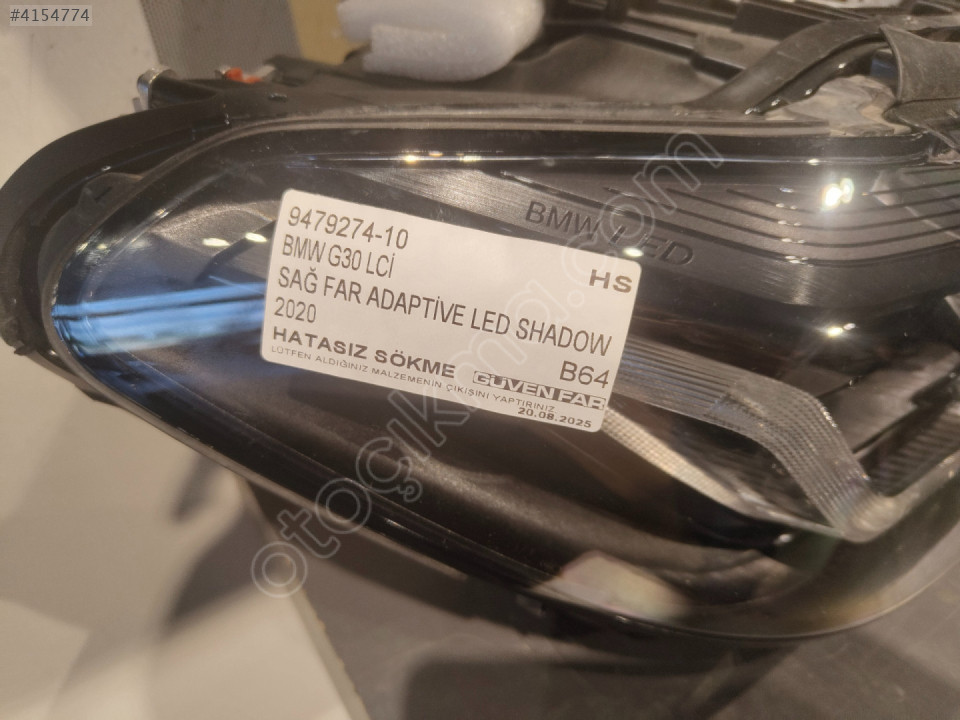 #4154774
BMW LED
9479274-10
BMW G30 LCİ
HS
SAĞ FAR ADAPTİVE LED SHADOW
2020
B64
HATASIZ SÖKME
GÜVEN FAR
LÜTFEN ALDIĞINIZ MALZEMENİN ÇIKIŞINI YAPTIRINIZ
20.08.2025
otoçıkma.com